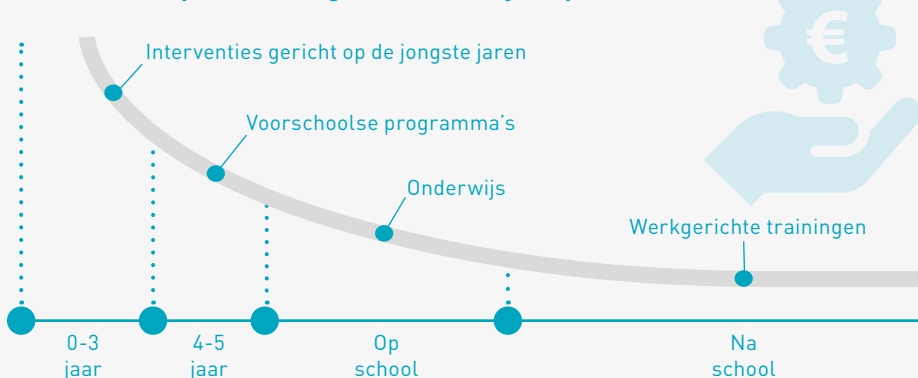 Interventies gericht op de jongste jaren
Voorschoolse programma's
Onderwijs
Werkgerichte trainingen
€
0-3
jaar
4-5
jaar
Op
school
Na
school